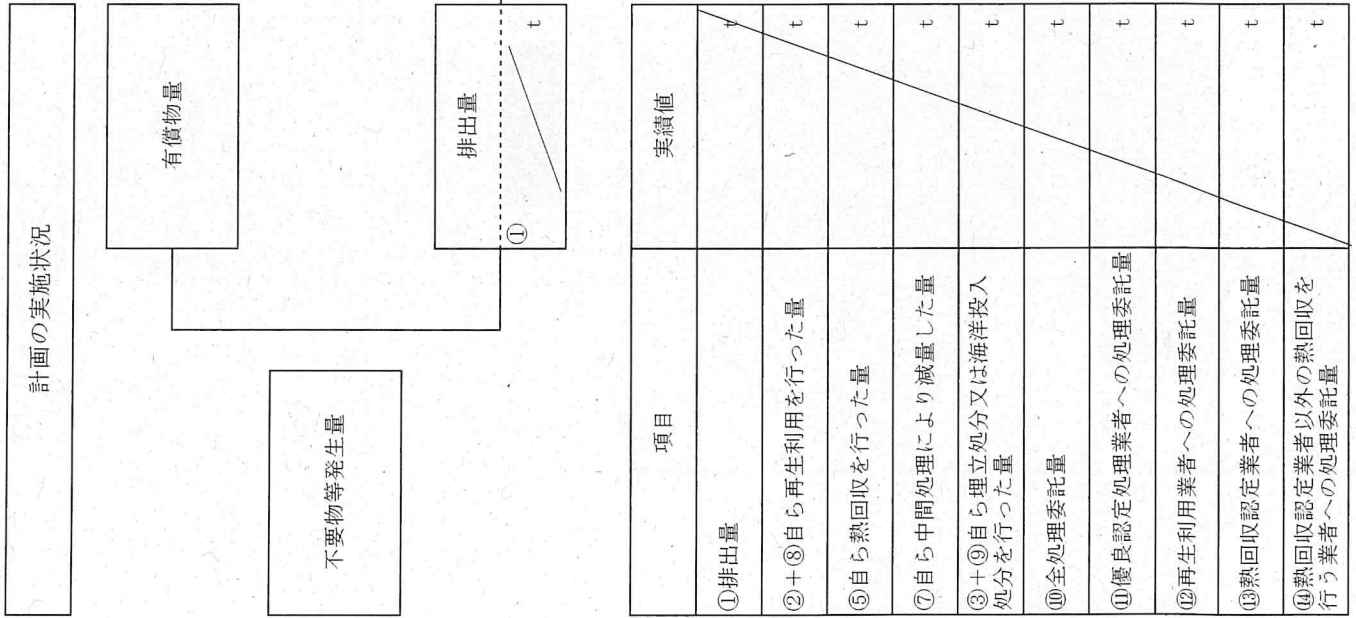 計画の実施状況
不要物等発生量
有償物量
排出量
①
t
項目
実績値
①排出量
t
②+⑧自ら再生利用を行った量
t
⑤自ら熱回収を行った量
t
⑦自ら中間処理により減量した量
t
③+⑨自ら埋立処分又は海洋投入
処分を行った量
t
⑩全処理委託量
t
⑪優良認定処理業者への処理委託量
t
⑫再生利用業者への処理委託量
t
⑬熱回収認定業者への処理委託量
t
⑭熱回収認定業者以外の熱回収を
行う業者への処理委託量
t